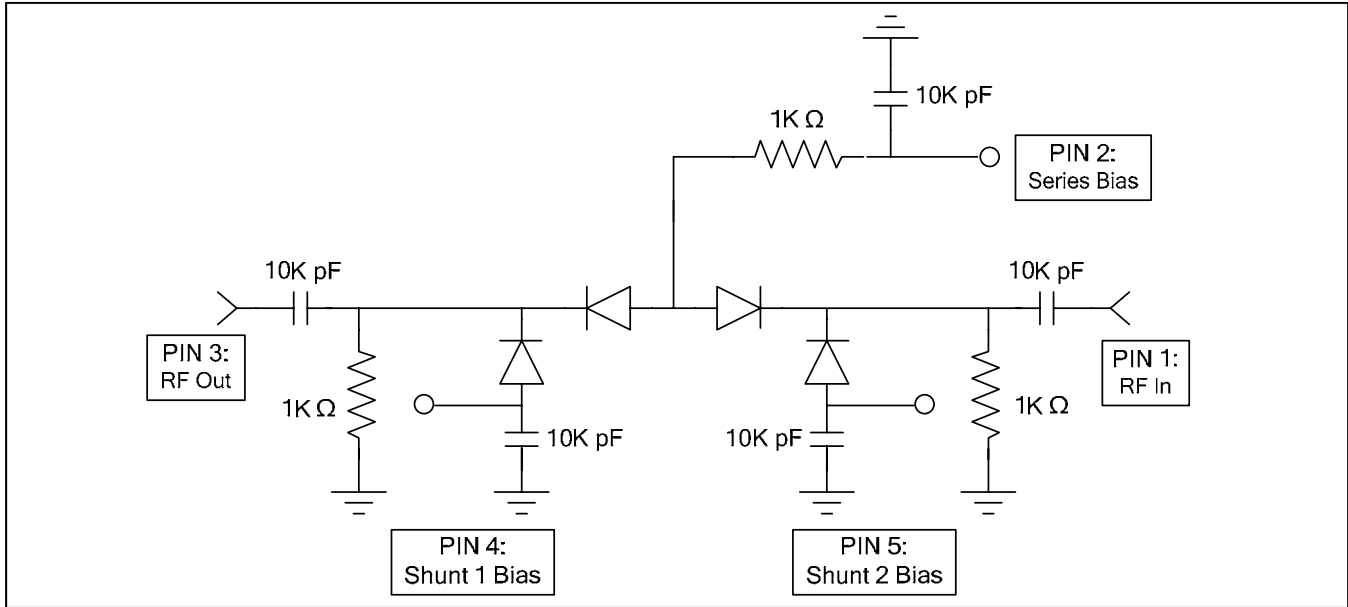 10K pF
1K Ω
PIN 2:
Series Bias
10K pF
10K pF
PIN 3:
RF Out
PIN 1:
RF In
1K Ω
10K pF
10K pF
1K Ω
PIN 4:
Shunt 1 Bias
PIN 5:
Shunt 2 Bias